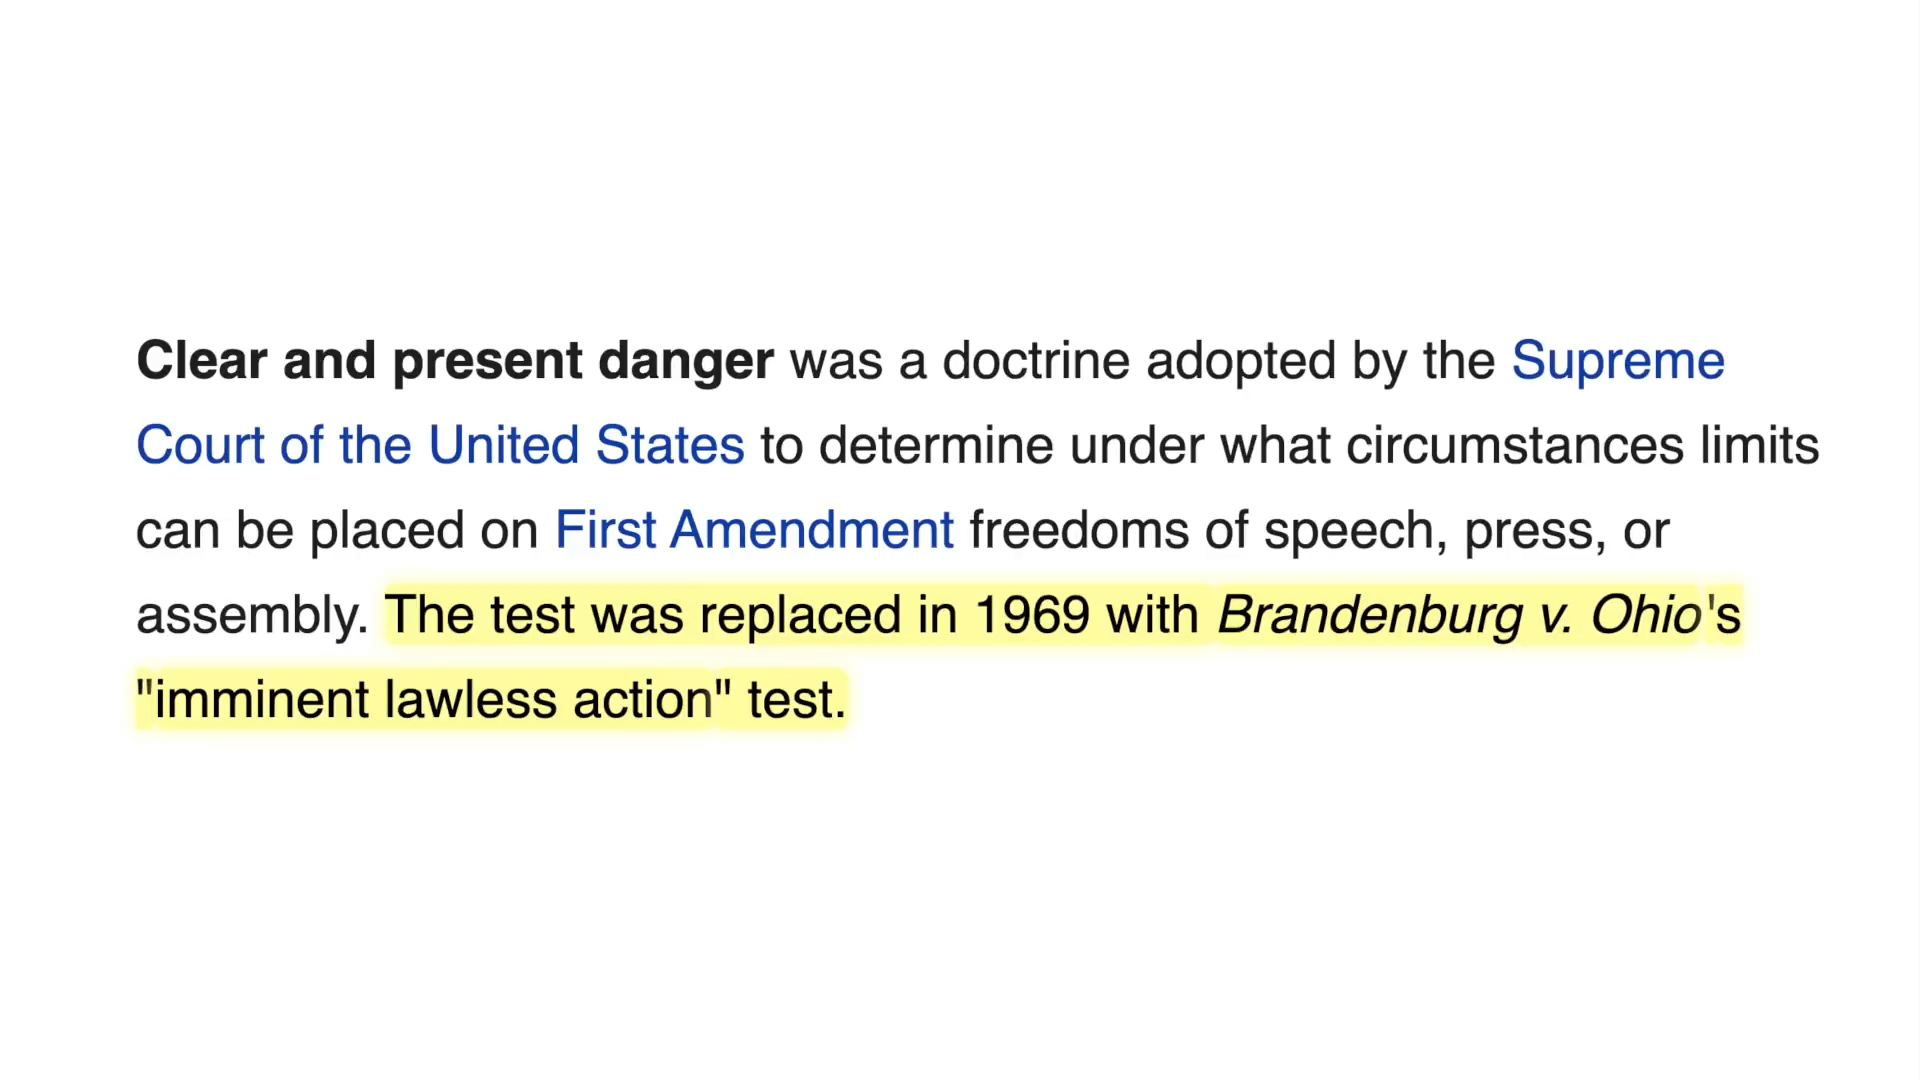 Clear and present danger was a doctrine adopted by the Supreme
Court of the United States to determine under what circumstances limits
can be placed on First Amendment freedoms of speech, press, or
assembly. The test was replaced in 1969 with Brandenburg v. Ohio's
"imminent lawless action" test.